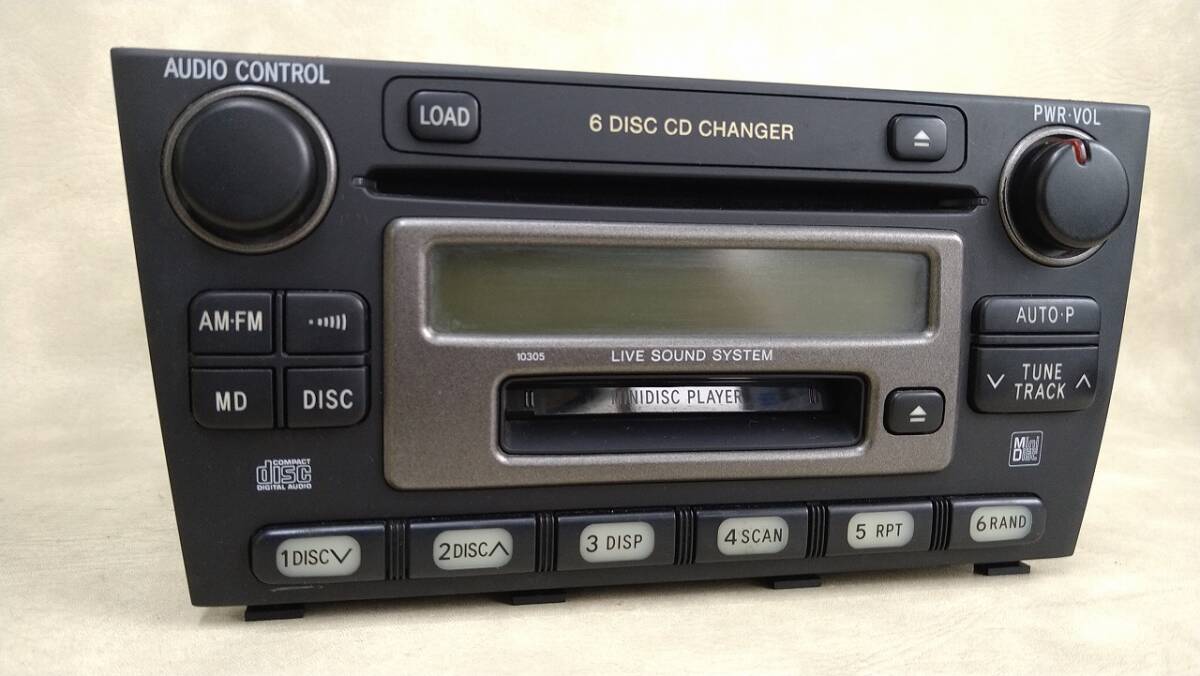 AUDIO CONTROL
LOAD
6 DISC CD CHANGER
PWR·VOL
AM·FM
MD
DISC
COMPACT
disc
DIGITAL AUDIO
10305
LIVE SOUND SYSTEM
MINIDISC PLAYER
AUTO·P
TUNE
TRACK
Mini
Disc
1 DISC
2 DISC
3 DISP
4 SCAN
5 RPT
6 RAND